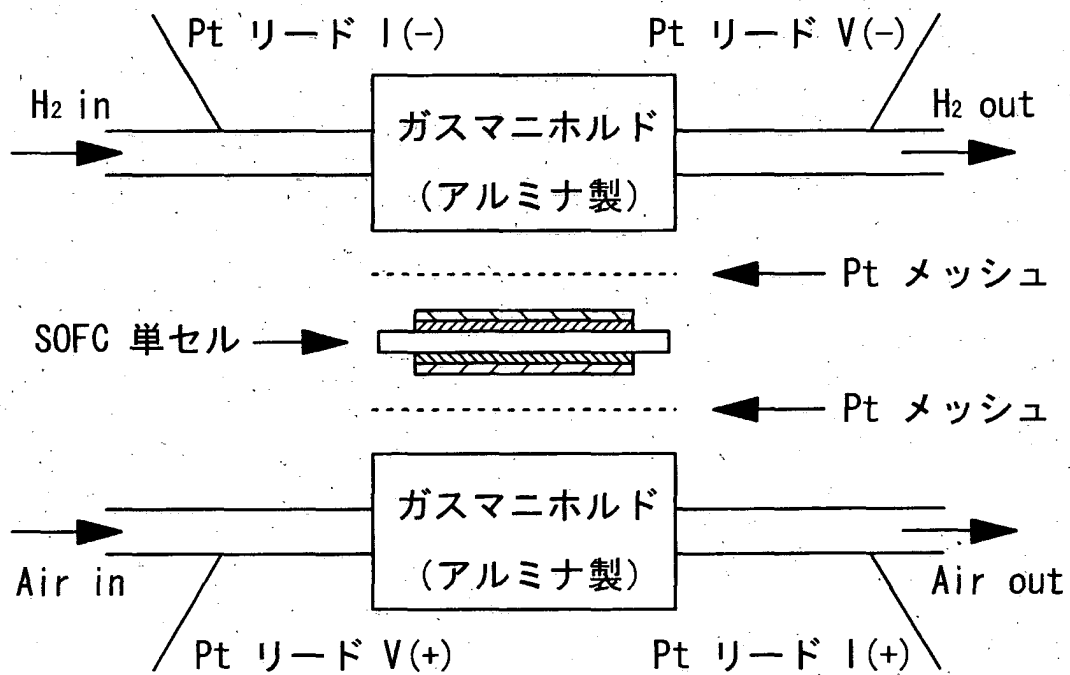 Pt リード I(-)
Pt リード V(-)
H₂ in
H₂ out
ガスマニホルド
(アルミナ製)
Pt メッシュ
SOFC 単セル
Pt メッシュ
ガスマニホルド
(アルミナ製)
Air in
Air out
Pt リード V(+)
Pt リード I(+)